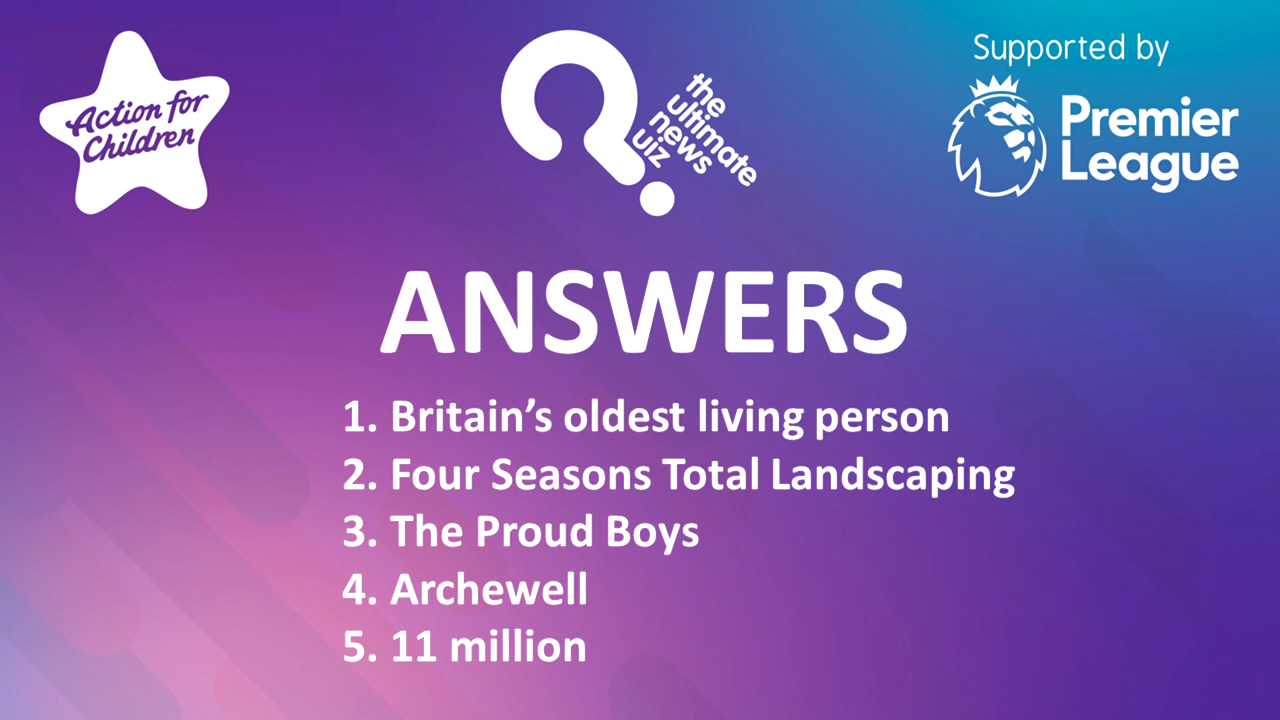 Action for
Children
the
ultimate
news
uiz
Supported by
Premier
League
ANSWERS
1. Britain’s oldest living person
2. Four Seasons Total Landscaping
3. The Proud Boys
4. Archewell
5. 11 million